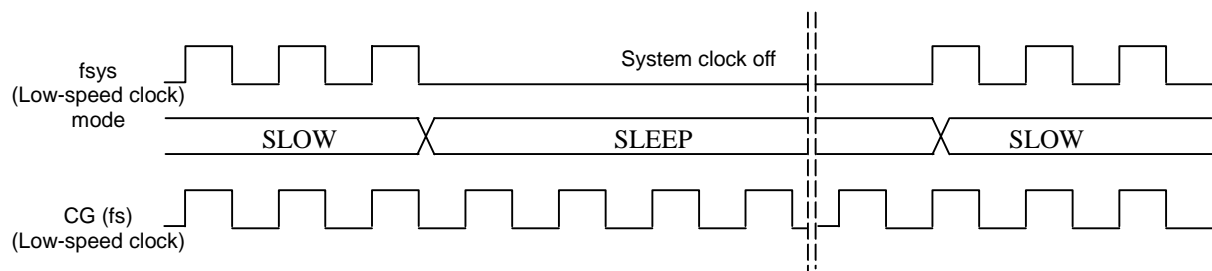 fsys
(Low-speed clock)
mode
System clock off
SLOW
SLEEP
SLOW
CG (fs)
(Low-speed clock)